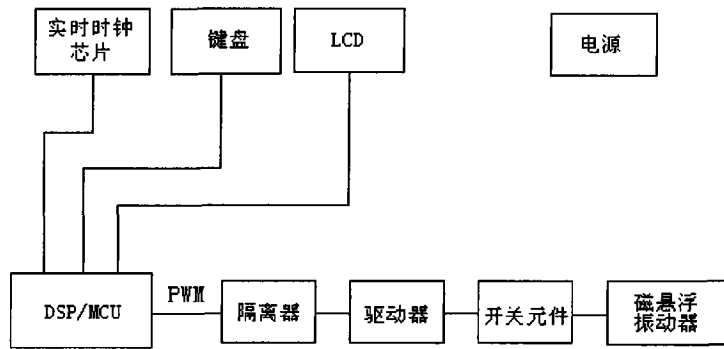 实时时钟
芯片
键盘
LCD
电源
DSP/MCU
PWM
隔离器
驱动器
开关元件
磁悬浮
振动器